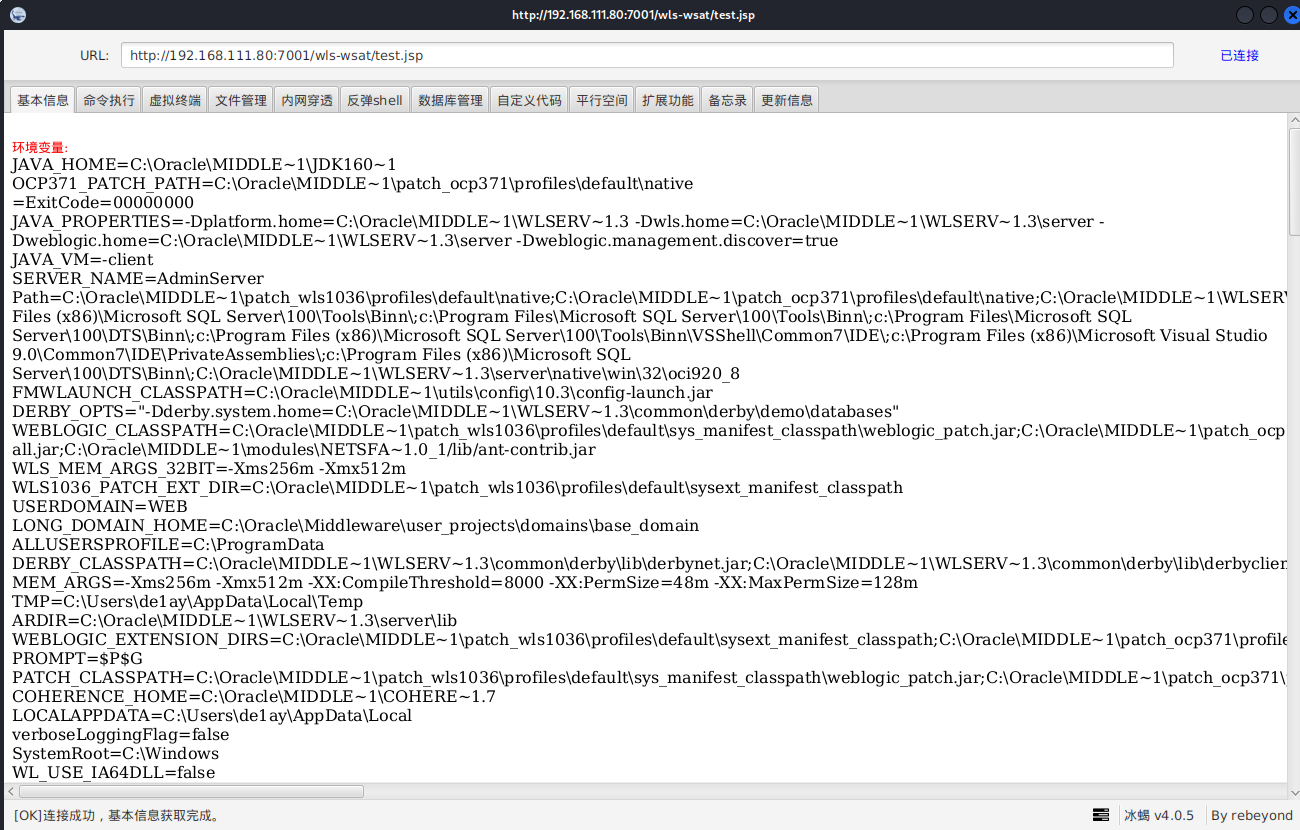 http://192.168.111.80:7001/wls-wsat/test.jsp
URL: http://192.168.111.80:7001/wls-wsat/test.jsp 已连接
基本信息 命令执行 虚拟终端 文件管理 内网穿透 反弹shell 数据库管理 自定义代码 平行空间 扩展功能 备忘录 更新信息
环境变量:
JAVA_HOME=C:\Oracle\MIDDLE~1\JDK160~1
OCP371_PATCH_PATH=C:\Oracle\MIDDLE~1\patch_ocp371\profiles\default\native
=ExitCode=00000000
JAVA_PROPERTIES=-Dplatform.home=C:\Oracle\MIDDLE~1\WLSERV~1.3 -Dwls.home=C:\Oracle\MIDDLE~1\WLSERV~1.3\server -
Dweblogic.home=C:\Oracle\MIDDLE~1\WLSERV~1.3\server -Dweblogic.management.discover=true
JAVA_VM=-client
SERVER_NAME=AdminServer
Path=C:\Oracle\MIDDLE~1\patch_wls1036\profiles\default\native;C:\Oracle\MIDDLE~1\patch_ocp371\profiles\default\native;C:\Oracle\MIDDLE~1\WLSERV
Files (x86)\Microsoft SQL Server\100\Tools\Binn\;c:\Program Files\Microsoft SQL Server\100\Tools\Binn\;c:\Program Files\Microsoft SQL
Server\100\DTS\Binn\;c:\Program Files (x86)\Microsoft SQL Server\100\Tools\Binn\VSShell\Common7\IDE\;c:\Program Files (x86)\Microsoft Visual Studio
9.0\Common7\IDE\PrivateAssemblies\;c:\Program Files (x86)\Microsoft SQL
Server\100\DTS\Binn\;C:\Oracle\MIDDLE~1\WLSERV~1.3\server\native\win\32\oci920_8
FMWLAUNCH_CLASSPATH=C:\Oracle\MIDDLE~1\utils\config\10.3\config-launch.jar
DERBY_OPTS="-Dderby.system.home=C:\Oracle\MIDDLE~1\WLSERV~1.3\common\derby\demo\databases"
WEBLOGIC_CLASSPATH=C:\Oracle\MIDDLE~1\patch_wls1036\profiles\default\sys_manifest_classpath\weblogic_patch.jar;C:\Oracle\MIDDLE~1\patch_ocp
all.jar;C:\Oracle\MIDDLE~1\modules\NETSFA~1.0_1/lib/ant-contrib.jar
WLS_MEM_ARGS_32BIT=-Xms256m -Xmx512m
WLS1036_PATCH_EXT_DIR=C:\Oracle\MIDDLE~1\patch_wls1036\profiles\default\sysext_manifest_classpath
USERDOMAIN=WEB
LONG_DOMAIN_HOME=C:\Oracle\Middleware\user_projects\domains\base_domain
ALLUSERSPROFILE=C:\ProgramData
DERBY_CLASSPATH=C:\Oracle\MIDDLE~1\WLSERV~1.3\common\derby\lib\derbynet.jar;C:\Oracle\MIDDLE~1\WLSERV~1.3\common\derby\lib\derbyclien
MEM_ARGS=-Xms256m -Xmx512m -XX:CompileThreshold=8000 -XX:PermSize=48m -XX:MaxPermSize=128m
TMP=C:\Users\de1ay\AppData\Local\Temp
ARDIR=C:\Oracle\MIDDLE~1\WLSERV~1.3\server\lib
WEBLOGIC_EXTENSION_DIRS=C:\Oracle\MIDDLE~1\patch_wls1036\profiles\default\sysext_manifest_classpath;C:\Oracle\MIDDLE~1\patch_ocp371\profile
PROMPT=$P$G
PATCH_CLASSPATH=C:\Oracle\MIDDLE~1\patch_wls1036\profiles\default\sys_manifest_classpath\weblogic_patch.jar;C:\Oracle\MIDDLE~1\patch_ocp371\
COHERENCE_HOME=C:\Oracle\MIDDLE~1\COHERE~1.7
LOCALAPPDATA=C:\Users\de1ay\AppData\Local
verboseLoggingFlag=false
SystemRoot=C:\Windows
WL_USE_IA64DLL=false
[OK]连接成功，基本信息获取完成。 冰蝎 v4.0.5 By rebeyond